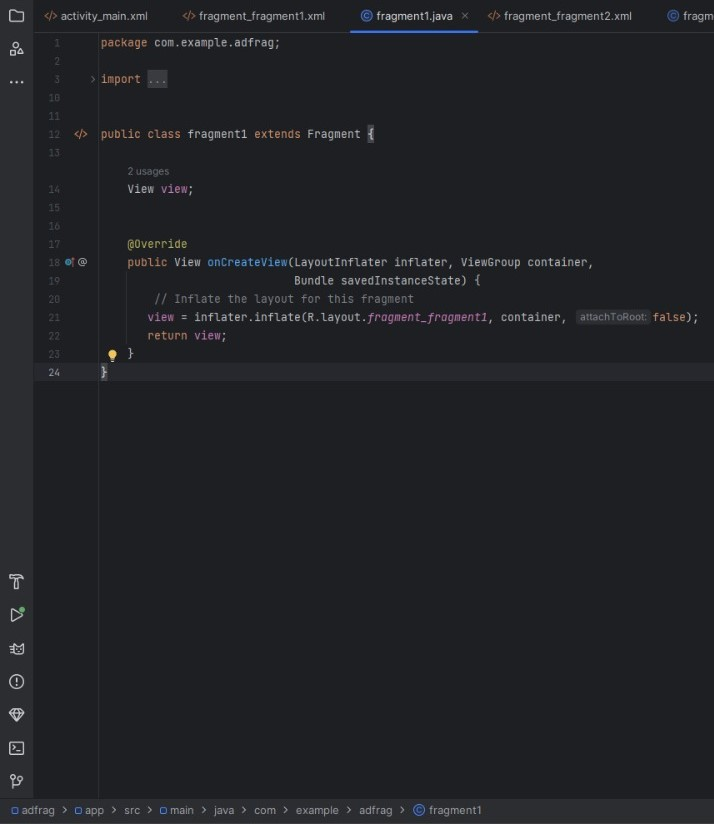 activity_main.xml fragment_fragment1.xml fragment1.java fragment_fragment2.xml fragm
1 package com.example.adfrag;
2
3 import ...
10
11
12 public class fragment1 extends Fragment {
13
2 usages
14 View view;
15
16
17 @Override
18 public View onCreateView(LayoutInflater inflater, ViewGroup container,
19 Bundle savedInstanceState) {
20 // Inflate the layout for this fragment
21 view = inflater.inflate(R.layout.fragment_fragment1, container, attachToRoot: false);
22 return view;
23 }
24 }
adfrag > app > src > main > java > com > example > adfrag > fragment1